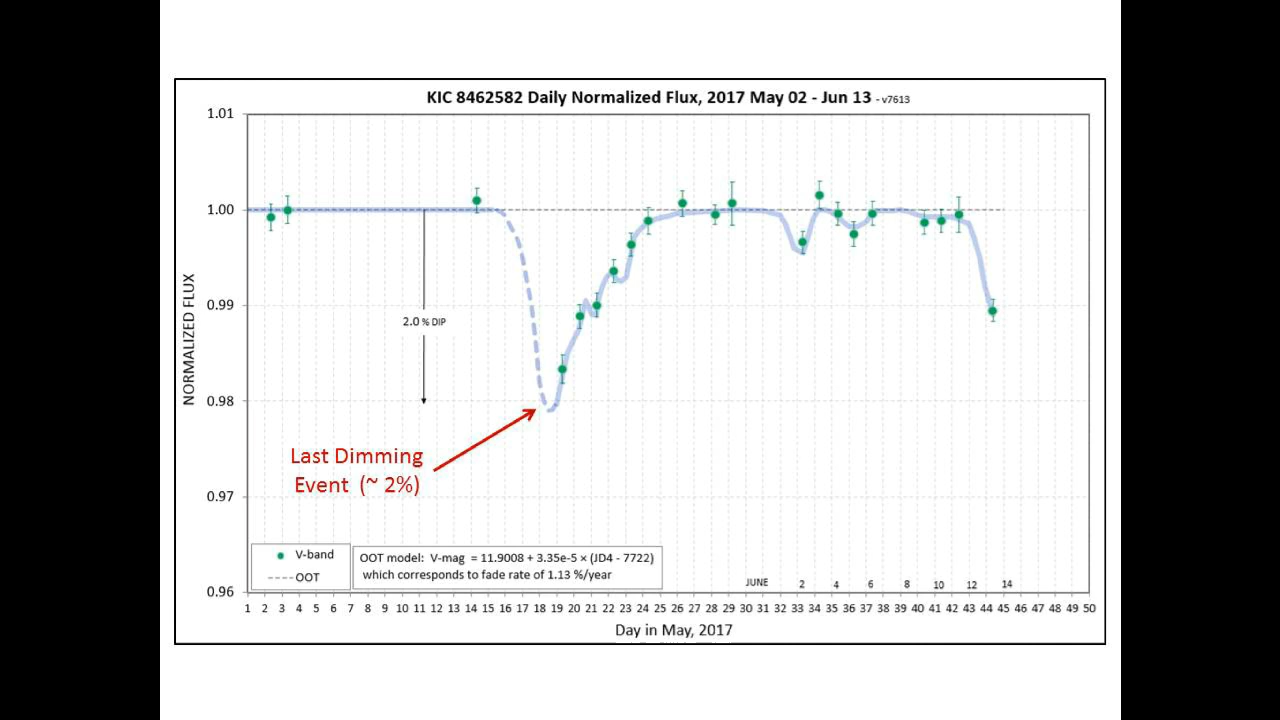 KIC 8462582 Daily Normalized Flux, 2017 May 02 - Jun 13 - v7613
1.01
1.00
0.99
0.98
0.97
0.96
NORMALIZED FLUX
2.0 % DIP
Last Dimming
Event (~ 2%)
V-band
OOT
OOT model: V-mag = 11.9008 + 3.35e-5 × (JD4 - 7722)
which corresponds to fade rate of 1.13 %/year
JUNE 2 4 6 8 10 12 14
1 2 3 4 5 6 7 8 9 10 11 12 13 14 15 16 17 18 19 20 21 22 23 24 25 26 27 28 29 30 31 32 33 34 35 36 37 38 39 40 41 42 43 44 45 46 47 48 49 50
Day in May, 2017